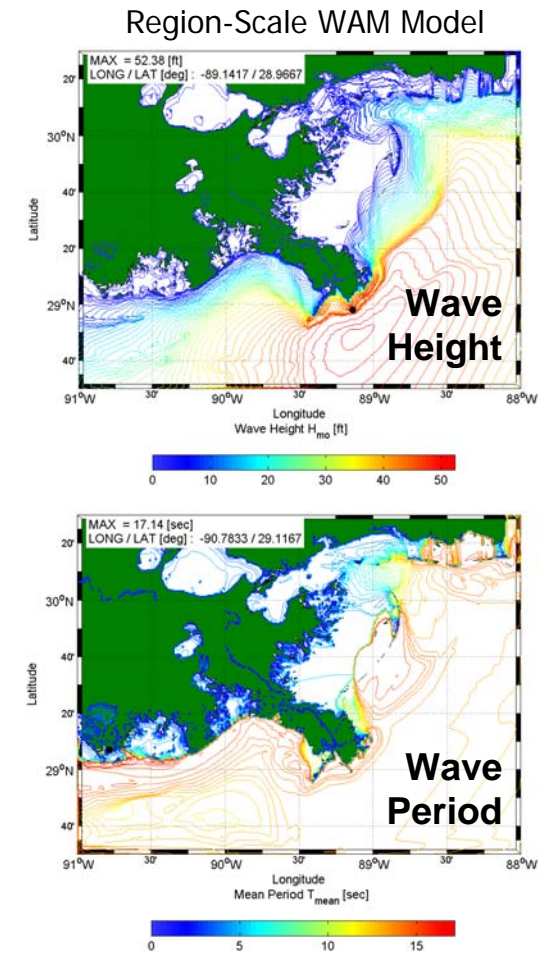 Region-Scale WAM Model
MAX = 52.38 [ft]
LONG / LAT [deg] : -89.1417 / 28.9667
20'
30°N
40'
20'
29°N
40'
Latitude
Wave
Height
91°W 30' 90°W 30' 89°W 30' 88°W
Longitude
Wave Height Hmo [ft]
0 10 20 30 40 50
MAX = 17.14 [sec]
LONG / LAT [deg] : -90.7833 / 29.1167
20'
30°N
40'
20'
29°N
40'
Latitude
Wave
Period
91°W 30' 90°W 30' 89°W 30' 88°W
Longitude
Mean Period Tmean [sec]
0 5 10 15